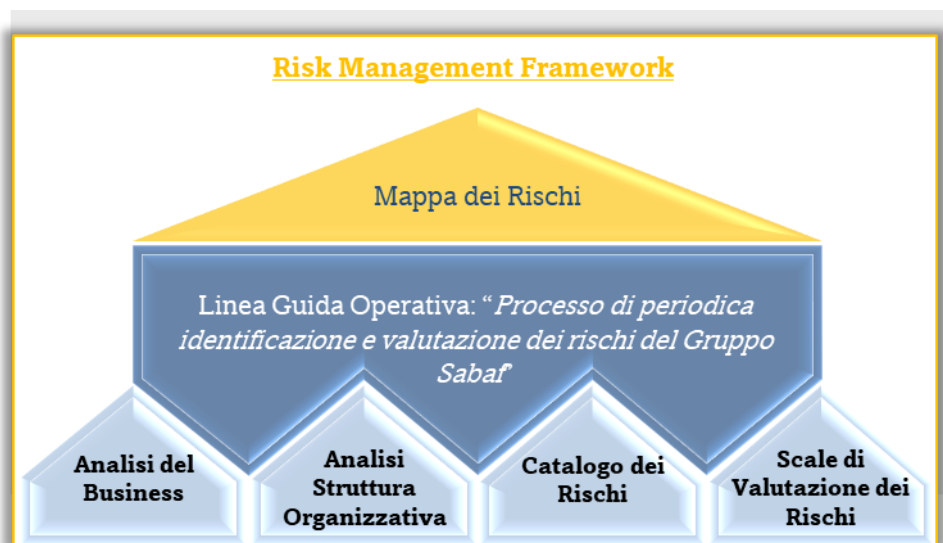 Risk Management Framework
Mappa dei Rischi
Linea Guida Operativa: “Processo di periodica
identificazione e valutazione dei rischi del Gruppo
Sabaf”
Analisi del
Business
Analisi
Struttura
Organizzativa
Catalogo dei
Rischi
Scale di
Valutazione dei
Rischi